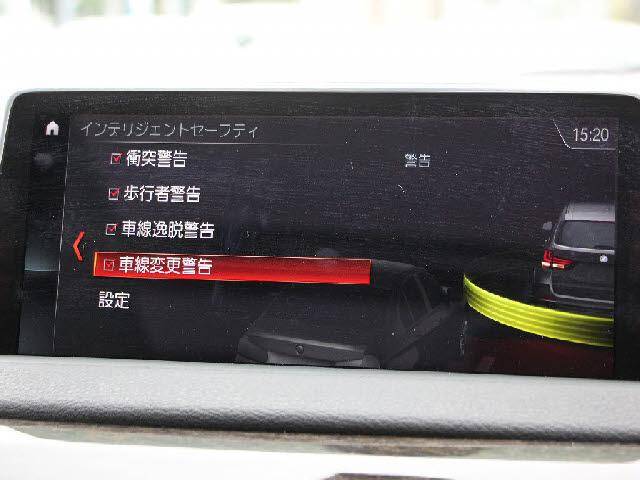 インテリジェントセーフティ
15:20
衝突警告
警告
歩行者警告
車線逸脱警告
車線変更警告
設定